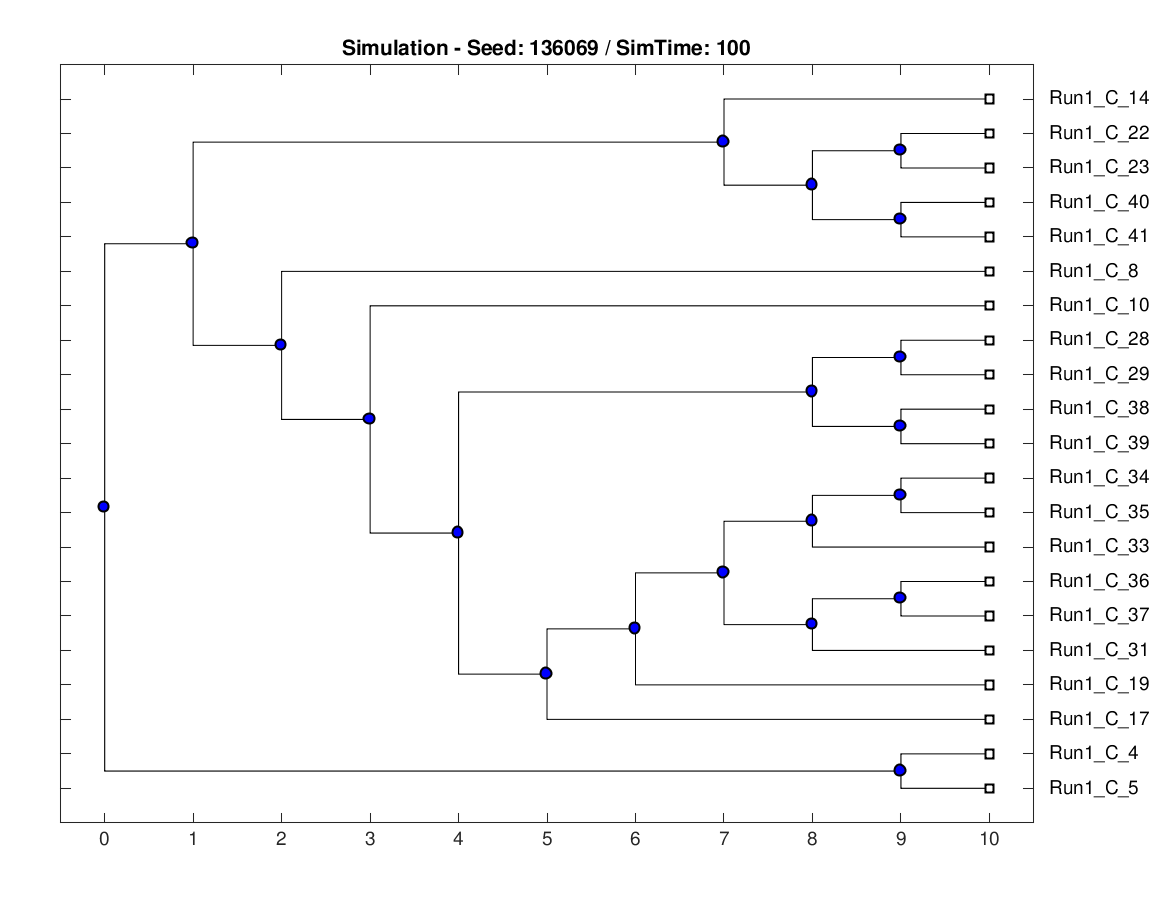 Simulation - Seed: 136069 / SimTime: 100
Run1_C_14
Run1_C_22
Run1_C_23
Run1_C_40
Run1_C_41
Run1_C_8
Run1_C_10
Run1_C_28
Run1_C_29
Run1_C_38
Run1_C_39
Run1_C_34
Run1_C_35
Run1_C_33
Run1_C_36
Run1_C_37
Run1_C_31
Run1_C_19
Run1_C_17
Run1_C_4
Run1_C_5
0 1 2 3 4 5 6 7 8 9 10